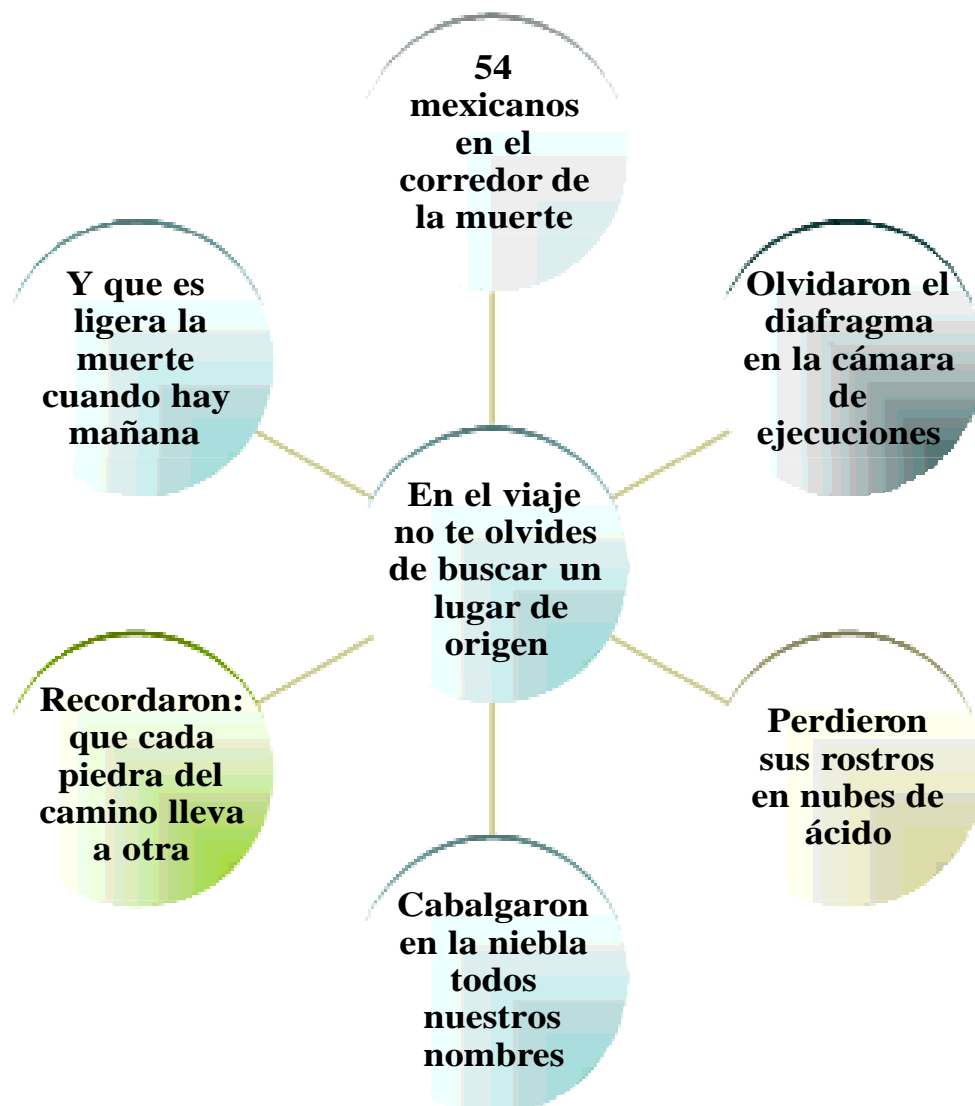 54
mexicanos
en el
corredor de
la muerte
Olvidaron el
diafragma
en la cámara
de
ejecuciones
Perdieron
sus rostros
en nubes de
ácido
Cabalgaron
en la niebla
todos
nuestros
nombres
Recordaron:
que cada
piedra del
camino lleva
a otra
Y que es
ligera la
muerte
cuando hay
mañana
En el viaje
no te olvides
de buscar un
lugar de
origen